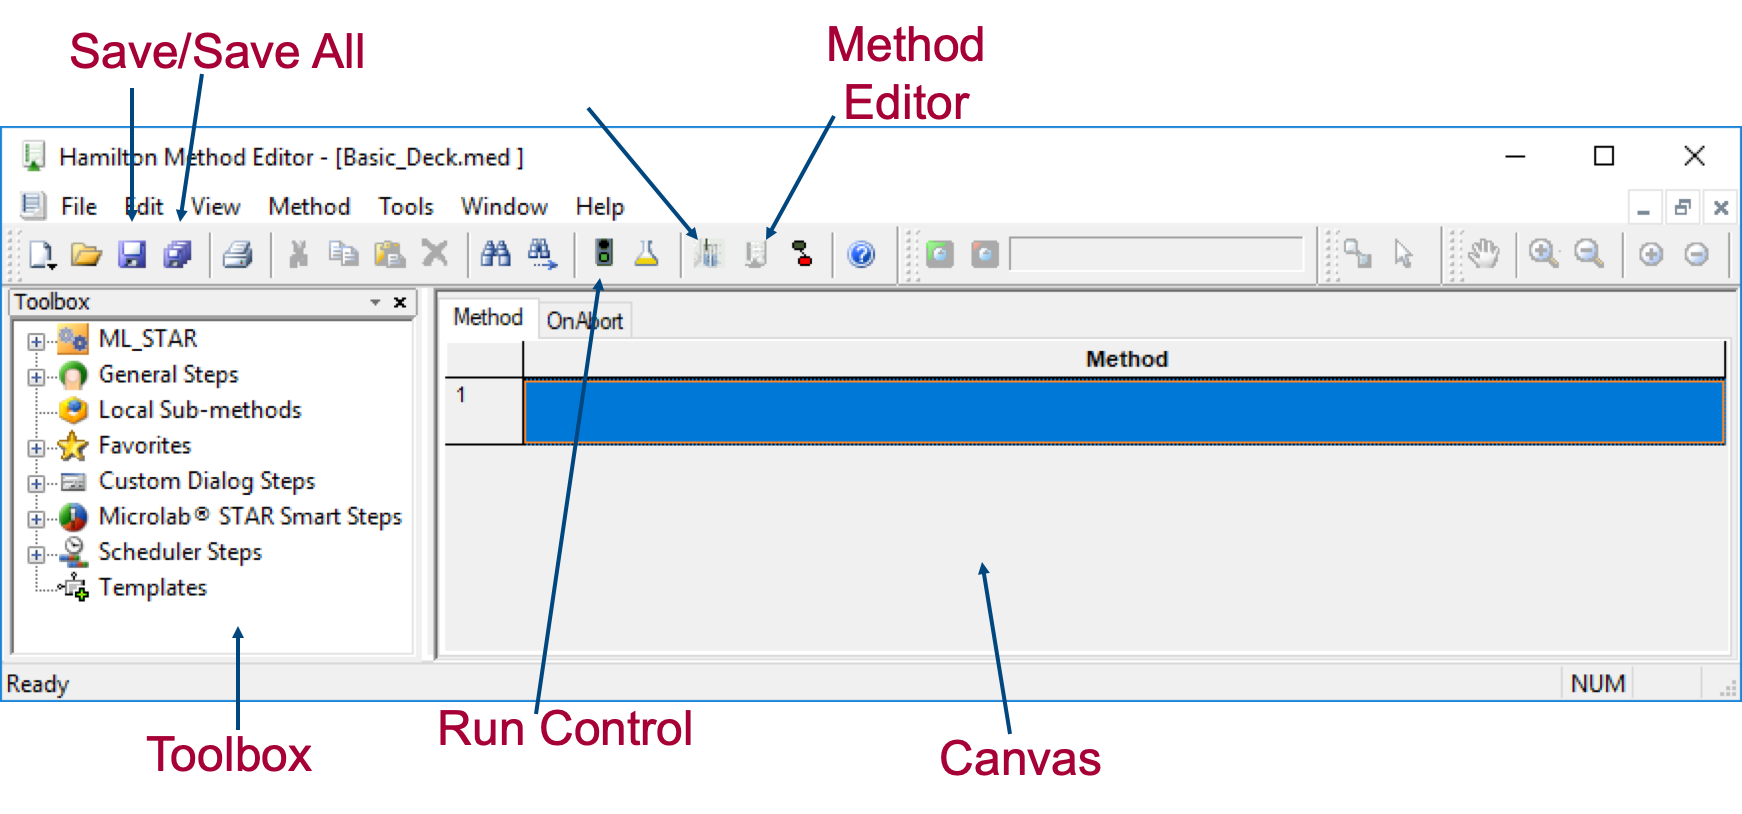 Save/Save All
Method
Editor
Hamilton Method Editor - [Basic_Deck.med ]
File Edit View Method Tools Window Help
Toolbox
ML_STAR
General Steps
Local Sub-methods
Favorites
Custom Dialog Steps
Microlab® STAR Smart Steps
Scheduler Steps
Templates
Method OnAbort
Method
1
Ready
NUM
Toolbox
Run Control
Canvas